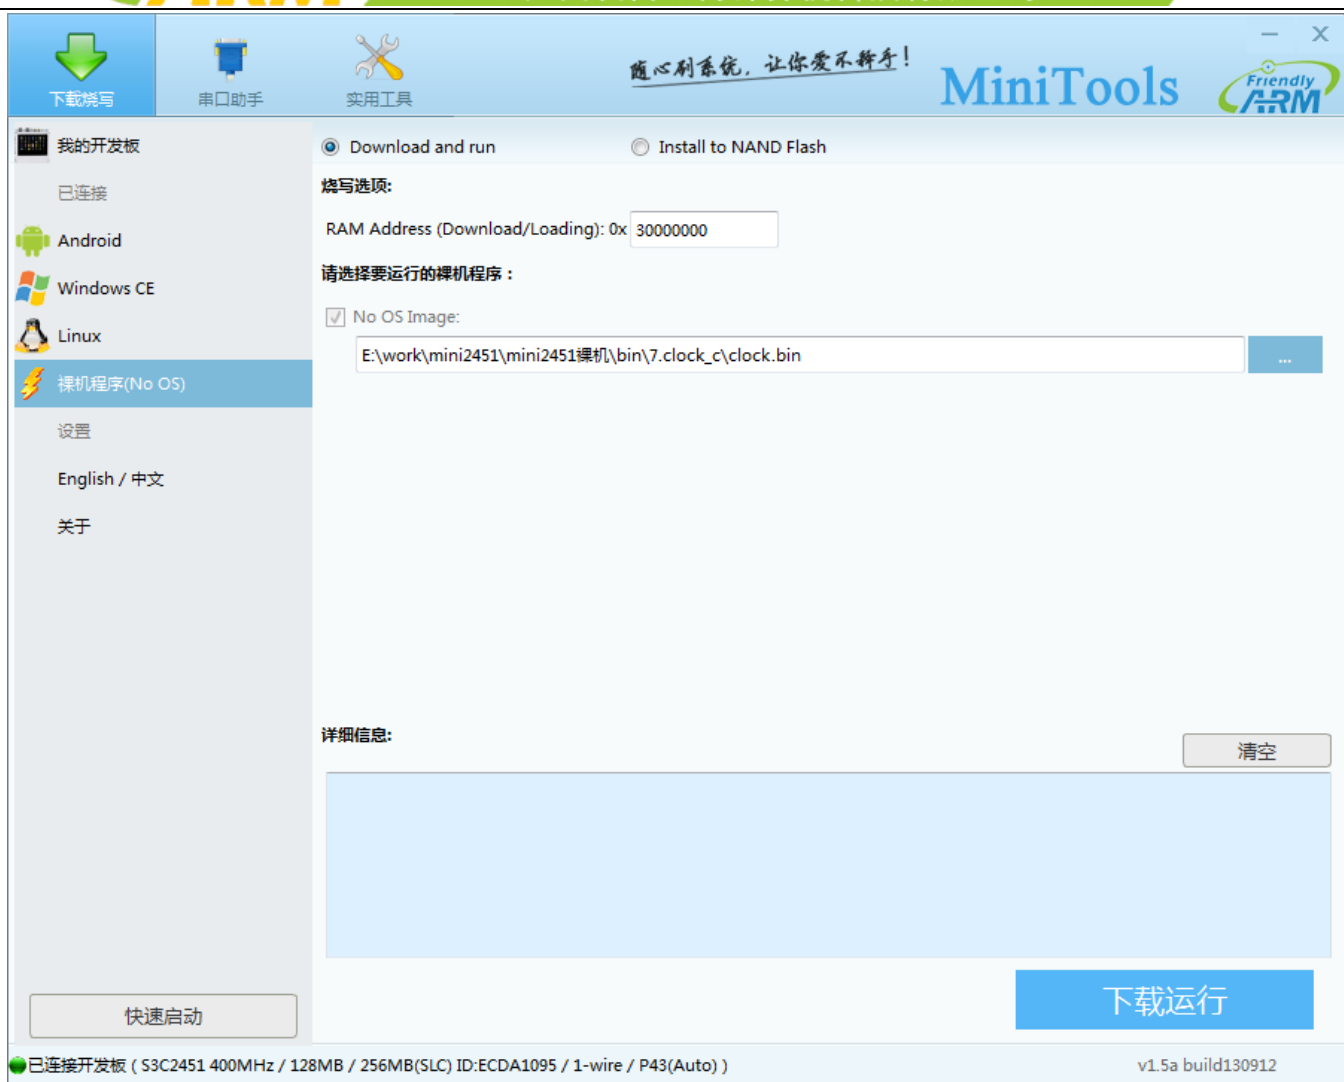 ARM
下载烧写
串口助手
实用工具
随心刷系统, 让你爱不释手!
MiniTools
Friendly
ARM
— X
我的开发板
已连接
Android
Windows CE
Linux
裸机程序(No OS)
设置
English / 中文
关于
快速启动
Download and run
Install to NAND Flash
烧写选项:
RAM Address (Download/Loading): 0x 30000000
请选择要运行的裸机程序：
No OS Image:
E:\work\mini2451\mini2451裸机\bin\7.clock_c\clock.bin
...
详细信息:
清空
下载运行
已连接开发板 ( S3C2451 400MHz / 128MB / 256MB(SLC) ID:ECDA1095 / 1-wire / P43(Auto) )
v1.5a build130912